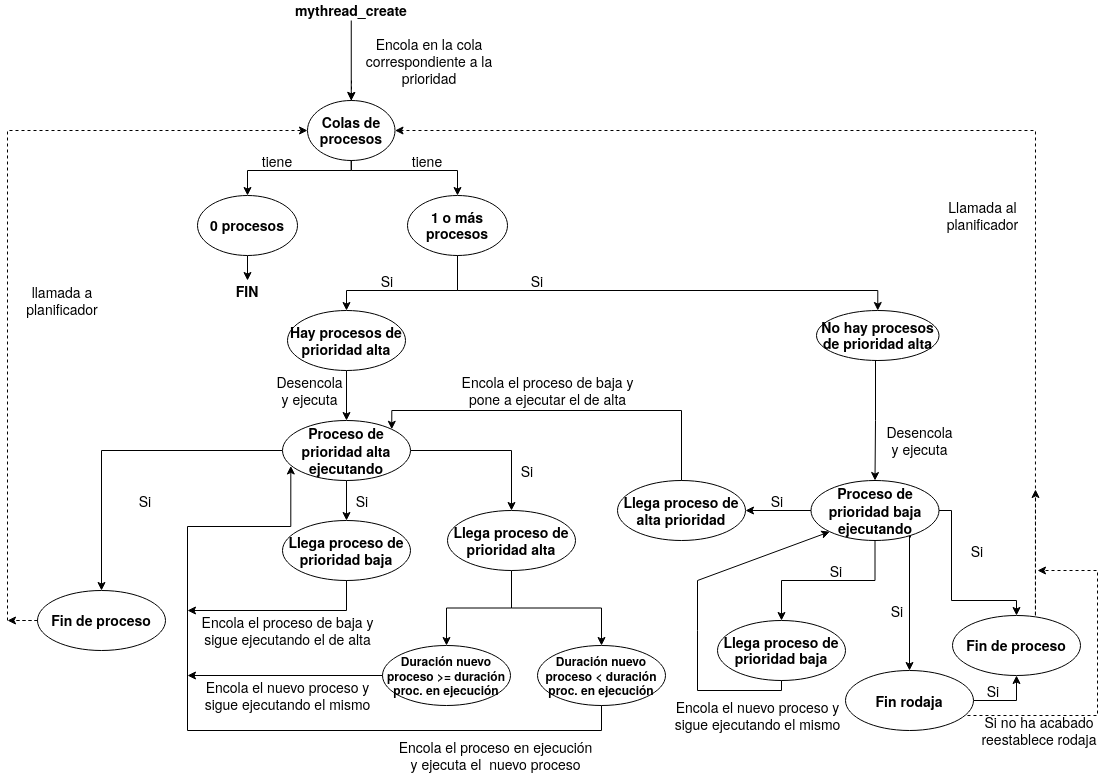 mythread_create
Encola en la cola
correspondiente a la
prioridad
Colas de
procesos
tiene
tiene
0 procesos
1 o más
procesos
FIN
Llamada al
planificador
llamada a
planificador
Si
Si
Hay procesos de
prioridad alta
No hay procesos
de prioridad alta
Desencola
y ejecuta
Encola el proceso de baja y
pone a ejecutar el de alta
Desencola
y ejecuta
Proceso de
prioridad alta
ejecutando
Si
Si
Si
Llega proceso de
prioridad baja
Llega proceso de
prioridad alta
Llega proceso de
alta prioridad
Si
Proceso de
prioridad baja
ejecutando
Si
Si
Si
Fin de proceso
Encola el proceso de baja y
sigue ejecutando el de alta
Duración nuevo
proceso >= duración
proc. en ejecución
Duración nuevo
proceso < duración
proc. en ejecución
Encola el nuevo proceso y
sigue ejecutando el mismo
Encola el proceso en ejecución
y ejecuta el  nuevo proceso
Llega proceso de
prioridad baja
Encola el nuevo proceso y
sigue ejecutando el mismo
Fin de proceso
Fin rodaja
Si
Si no ha acabado
reestablece rodaja